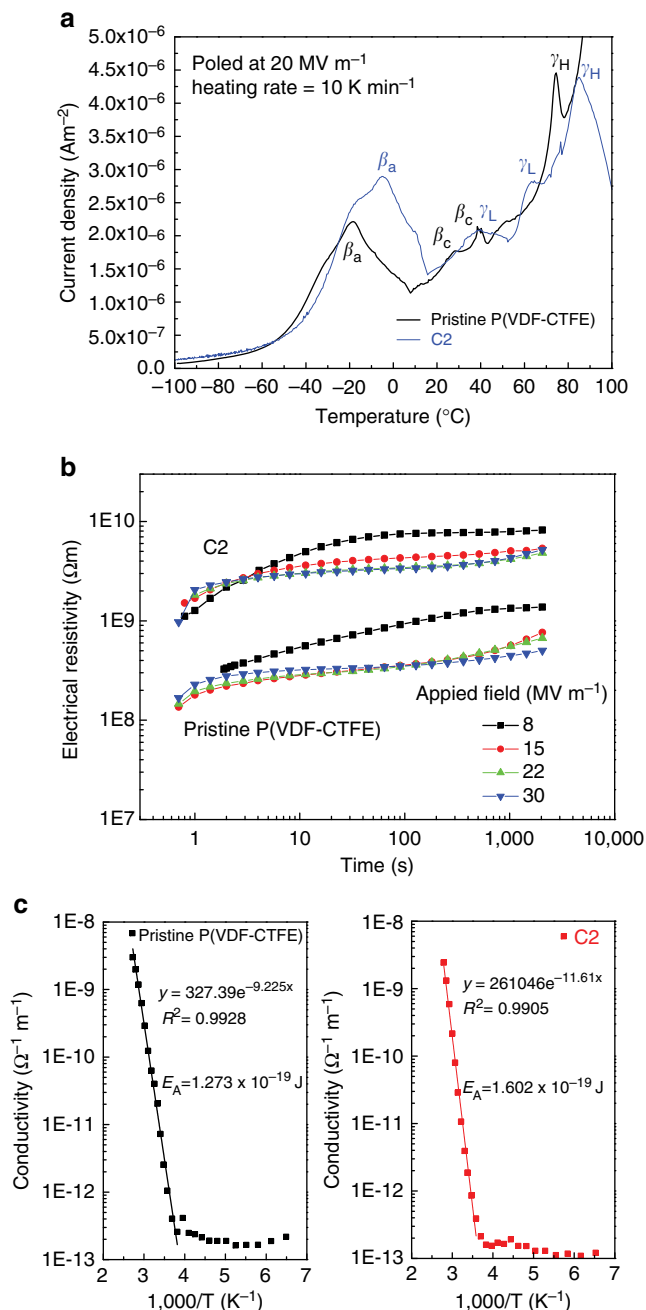 a
5.0x10⁻⁶
4.5x10⁻⁶
4.0x10⁻⁶
3.5x10⁻⁶
3.0x10⁻⁶
2.5x10⁻⁶
2.0x10⁻⁶
1.5x10⁻⁶
1.0x10⁻⁶
5.0x10⁻⁷
0.0
Current density (Am⁻²)
Poled at 20 MV m⁻¹
heating rate = 10 K min⁻¹
γH
γH
βa
γL
βc
γL
βc
βa
Pristine P(VDF-CTFE)
C2
−100 −80 −60 −40 −20 0 20 40 60 80 100
Temperature (°C)
b
1E10
1E9
1E8
1E7
Electrical resistivity (Ωm)
C2
Pristine P(VDF-CTFE)
Appied field (MV m⁻¹)
8
15
22
30
1 10 100 1,000 10,000
Time (s)
c
1E-8
1E-9
1E-10
1E-11
1E-12
1E-13
Conductivity (Ω⁻¹ m⁻¹)
Pristine P(VDF-CTFE)
y = 327.39e⁻⁹·²²⁵ˣ
R² = 0.9928
EA=1.273 x 10⁻¹⁹ J
2 3 4 5 6 7
1,000/T (K⁻¹)
1E-8
1E-9
1E-10
1E-11
1E-12
1E-13
Conductivity (Ω⁻¹ m⁻¹)
C2
y = 261046e⁻¹¹·⁶¹ˣ
R² = 0.9905
EA=1.602 x 10⁻¹⁹ J
2 3 4 5 6 7
1,000/T (K⁻¹)